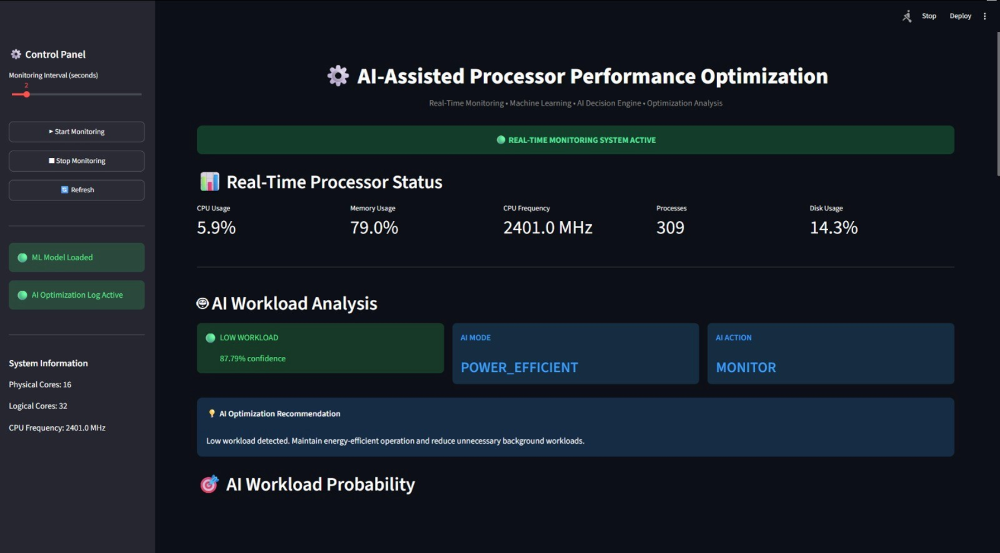 Stop
Deploy
Control Panel
Monitoring Interval (seconds)
2
Start Monitoring
Stop Monitoring
Refresh
ML Model Loaded
AI Optimization Log Active
System Information
Physical Cores: 16
Logical Cores: 32
CPU Frequency: 2401.0 MHz
AI-Assisted Processor Performance Optimization
Real-Time Monitoring • Machine Learning • AI Decision Engine • Optimization Analysis
REAL-TIME MONITORING SYSTEM ACTIVE
Real-Time Processor Status
CPU Usage
5.9%
Memory Usage
79.0%
CPU Frequency
2401.0 MHz
Processes
309
Disk Usage
14.3%
AI Workload Analysis
LOW WORKLOAD
87.79% confidence
AI MODE
POWER_EFFICIENT
AI ACTION
MONITOR
AI Optimization Recommendation
Low workload detected. Maintain energy-efficient operation and reduce unnecessary background workloads.
AI Workload Probability